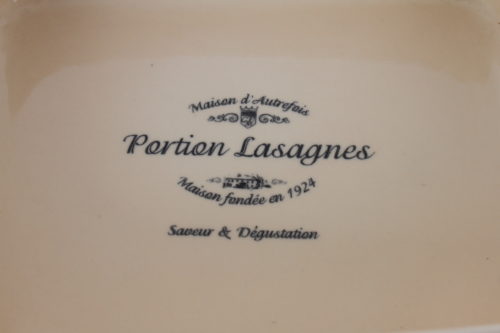 Maison d'Autrefois
Portion Lasagnes
Maison fondée en 1924
Saveur & Dégustation